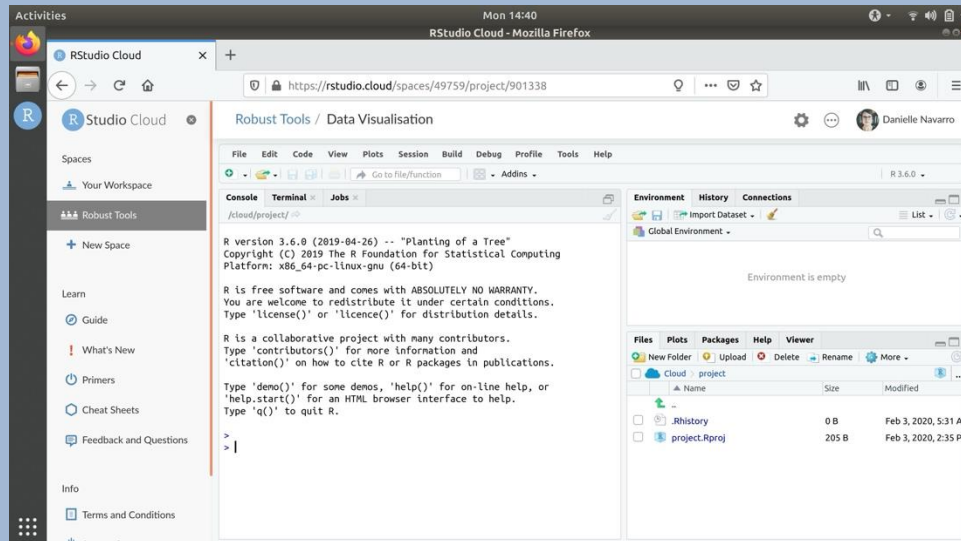 Activities
Mon 14:40
RStudio Cloud - Mozilla Firefox
RStudio Cloud
https://rstudio.cloud/spaces/49759/project/901338
R Studio Cloud
Robust Tools / Data Visualisation
Danielle Navarro
Spaces
Your Workspace
Robust Tools
New Space
Learn
Guide
What's New
Primers
Cheat Sheets
Feedback and Questions
Info
Terms and Conditions
File Edit Code View Plots Session Build Debug Profile Tools Help
Go to file/function Addins R 3.6.0
Console Terminal Jobs
/cloud/project/
R version 3.6.0 (2019-04-26) -- "Planting of a Tree"
Copyright (C) 2019 The R Foundation for Statistical Computing
Platform: x86_64-pc-linux-gnu (64-bit)
R is free software and comes with ABSOLUTELY NO WARRANTY.
You are welcome to redistribute it under certain conditions.
Type 'license()' or 'licence()' for distribution details.
R is a collaborative project with many contributors.
Type 'contributors()' for more information and
'citation()' on how to cite R or R packages in publications.
Type 'demo()' for some demos, 'help()' for on-line help, or
'help.start()' for an HTML browser interface to help.
Type 'q()' to quit R.
>
>
Environment History Connections
Import Dataset List
Global Environment
Environment is empty
Files Plots Packages Help Viewer
New Folder Upload Delete Rename More
Cloud > project
Name Size Modified
..
.Rhistory 0 B Feb 3, 2020, 5:31 A
project.Rproj 205 B Feb 3, 2020, 2:35 P